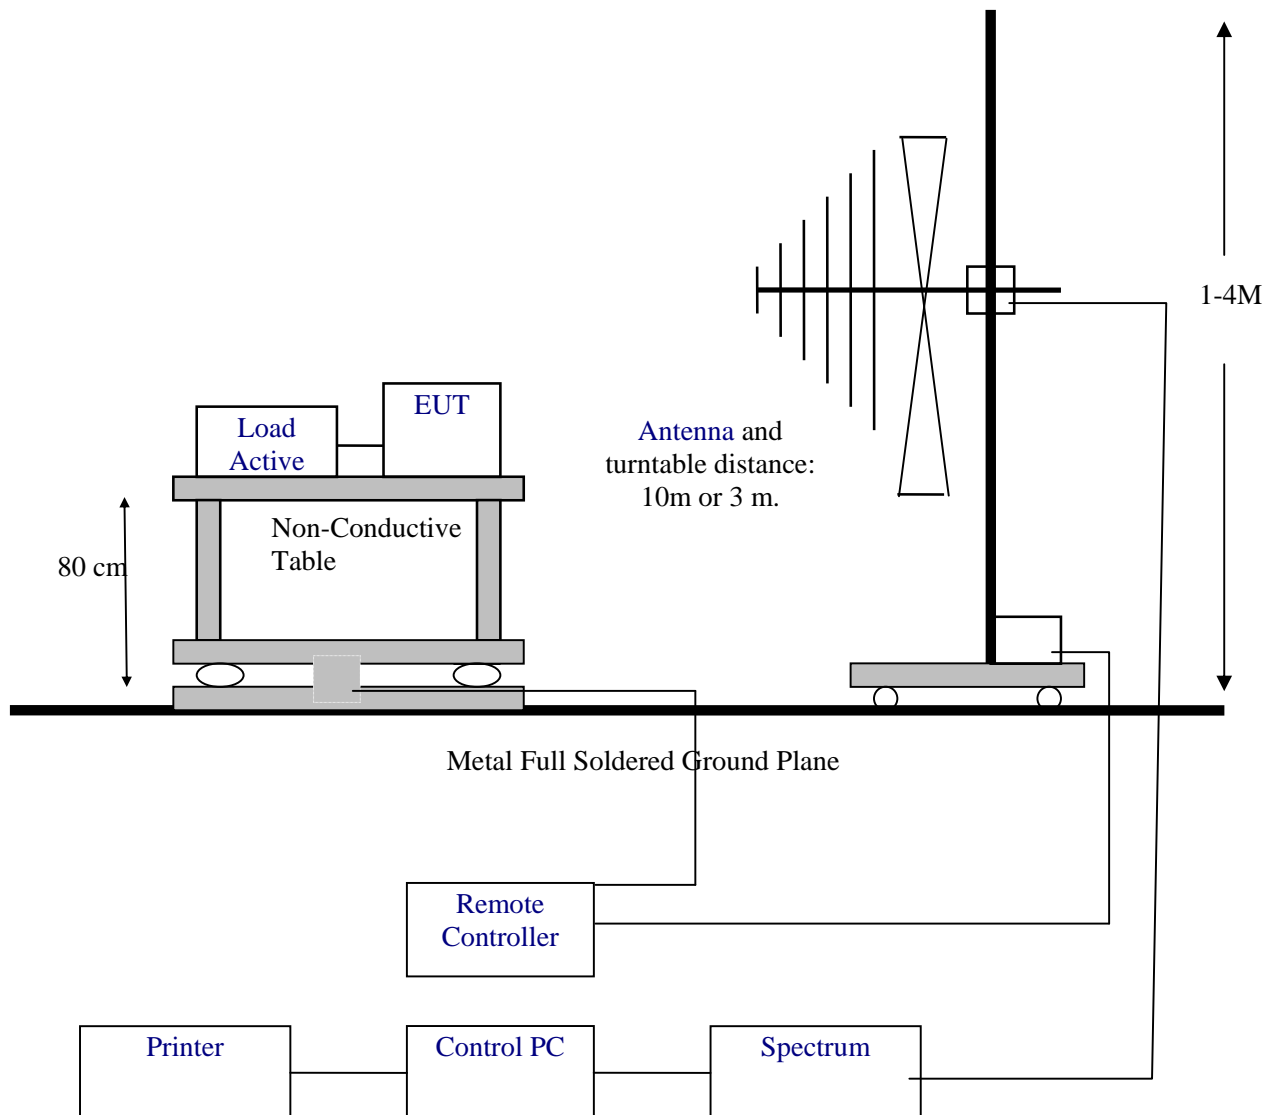 1-4M
EUT
Load
Active
Antenna and
turntable distance:
10m or 3 m.
Non-Conductive
Table
80 cm
Metal Full Soldered Ground Plane
Remote
Controller
Printer
Control PC
Spectrum